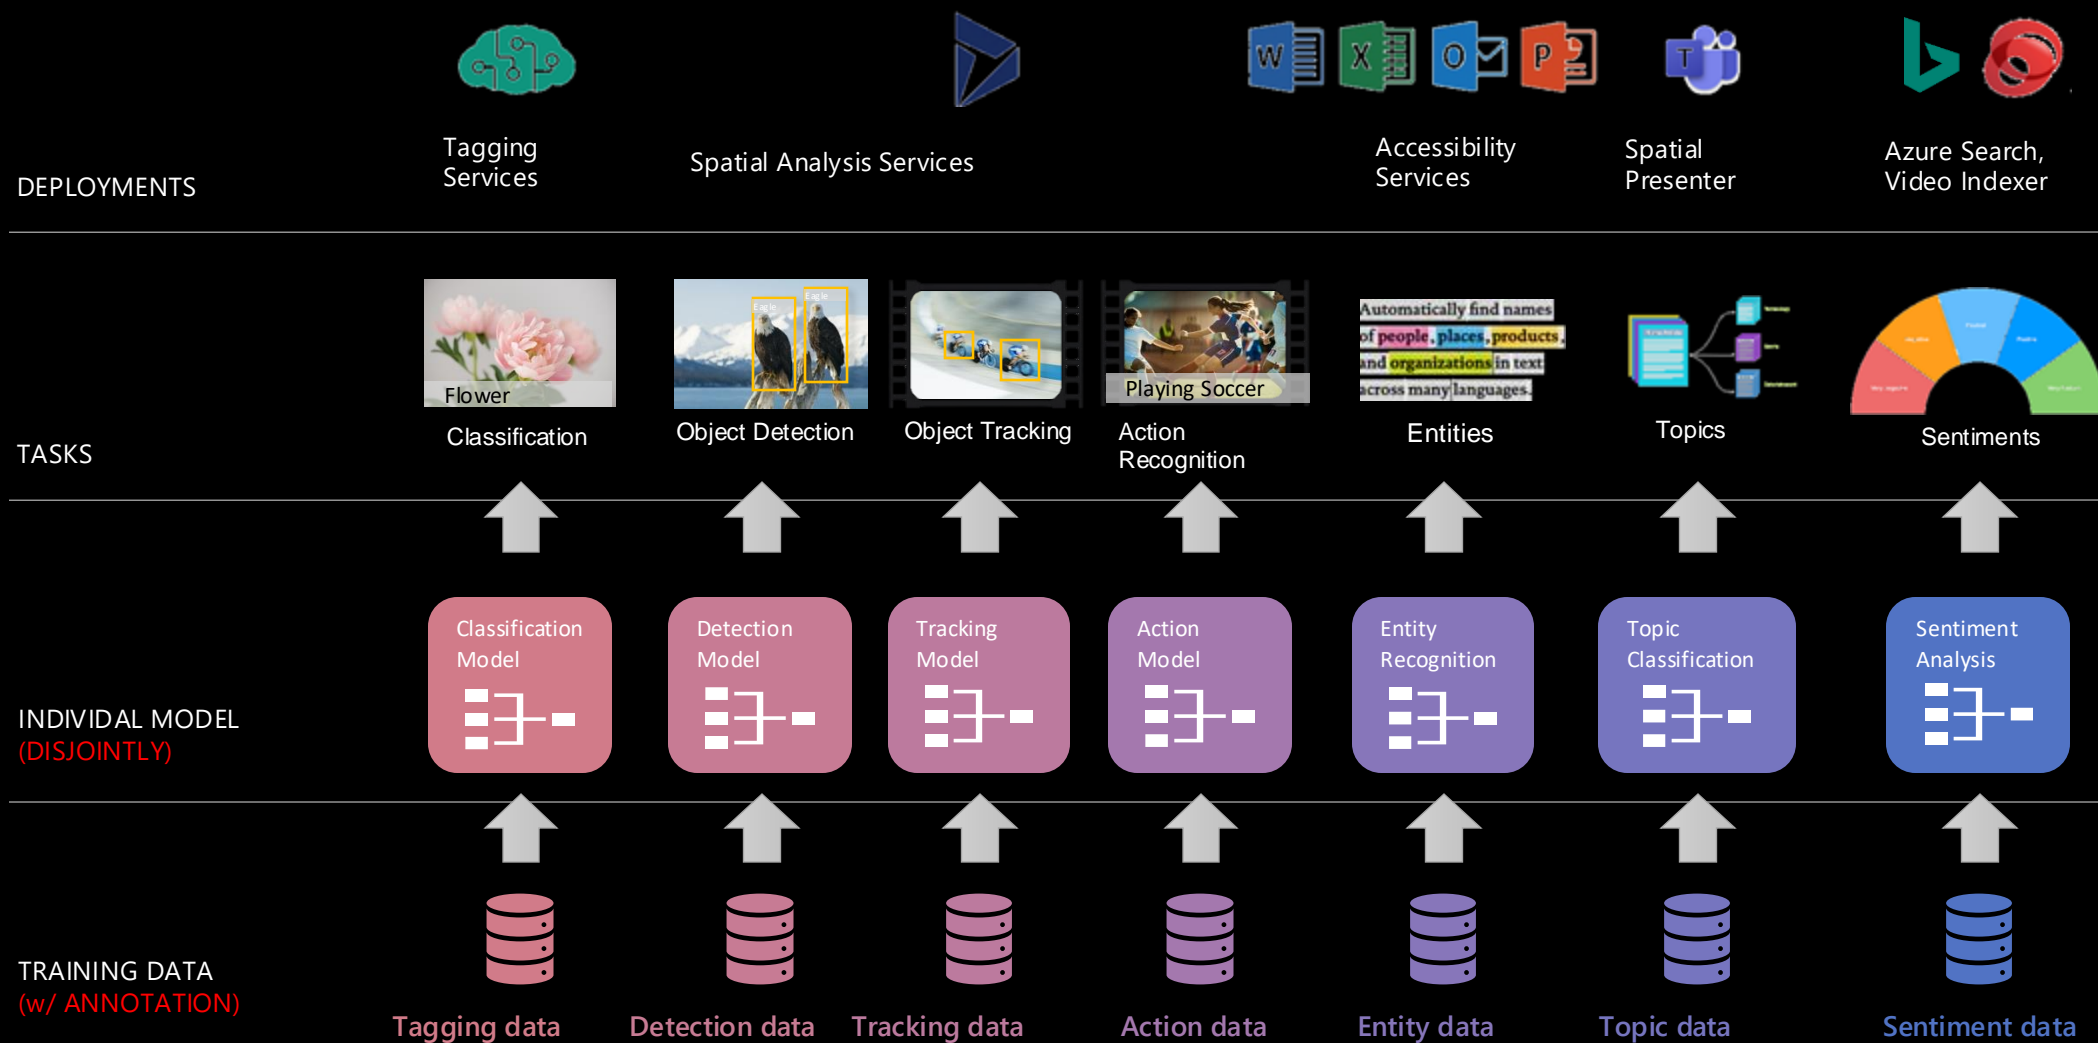 W
X
O
P
T
Tagging
Services
Spatial Analysis Services
Accessibility
Services
Spatial
Presenter
Azure Search,
Video Indexer
DEPLOYMENTS
Eagle
Eagle
Flower
Playing Soccer
Automatically find names
of people, places, products,
and organizations in text
across many languages.
Classification
Object Detection
Object Tracking
Action
Recognition
Entities
Topics
Sentiments
TASKS
Classification
Model
Detection
Model
Tracking
Model
Action
Model
Entity
Recognition
Topic
Classification
Sentiment
Analysis
INDIVIDAL MODEL
(DISJOINTLY)
TRAINING DATA
(w/ ANNOTATION)
Tagging data
Detection data
Tracking data
Action data
Entity data
Topic data
Sentiment data